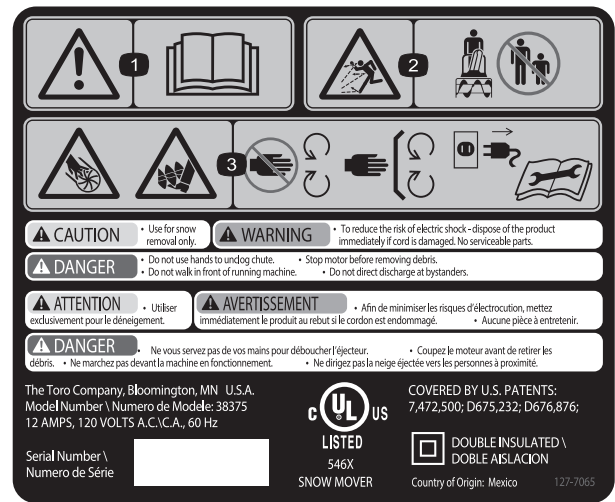 1
2
3
CAUTION
• Use for snow
removal only.
WARNING
• To reduce the risk of electric shock - dispose of the product
immediately if cord is damaged. No serviceable parts.
DANGER
• Do not use hands to unclog chute. • Stop motor before removing debris.
• Do not walk in front of running machine. • Do not direct discharge at bystanders.
ATTENTION • Utiliser
exclusivement pour le déneigement.
AVERTISSEMENT • Afin de minimiser les risques d'électrocution, mettez
immédiatement le produit au rebut si le cordon est endommagé. • Aucune pièce à entretenir.
DANGER • Ne vous servez pas de vos mains pour déboucher l'éjecteur. • Coupez le moteur avant de retirer les
débris. • Ne marchez pas devant la machine en fonctionnement. • Ne dirigez pas la neige éjectée vers les personnes à proximité.
The Toro Company, Bloomington, MN U.S.A.
Model Number \ Numero de Modele: 38375
12 AMPS, 120 VOLTS A.C.\C.A., 60 Hz
Serial Number \
Numero de Série
C UL US
LISTED
546X
SNOW MOVER
COVERED BY U.S. PATENTS:
7,472,500; D675,232; D676,876;
DOUBLE INSULATED \
DOBLE AISLACION
Country of Origin: Mexico
127-7065